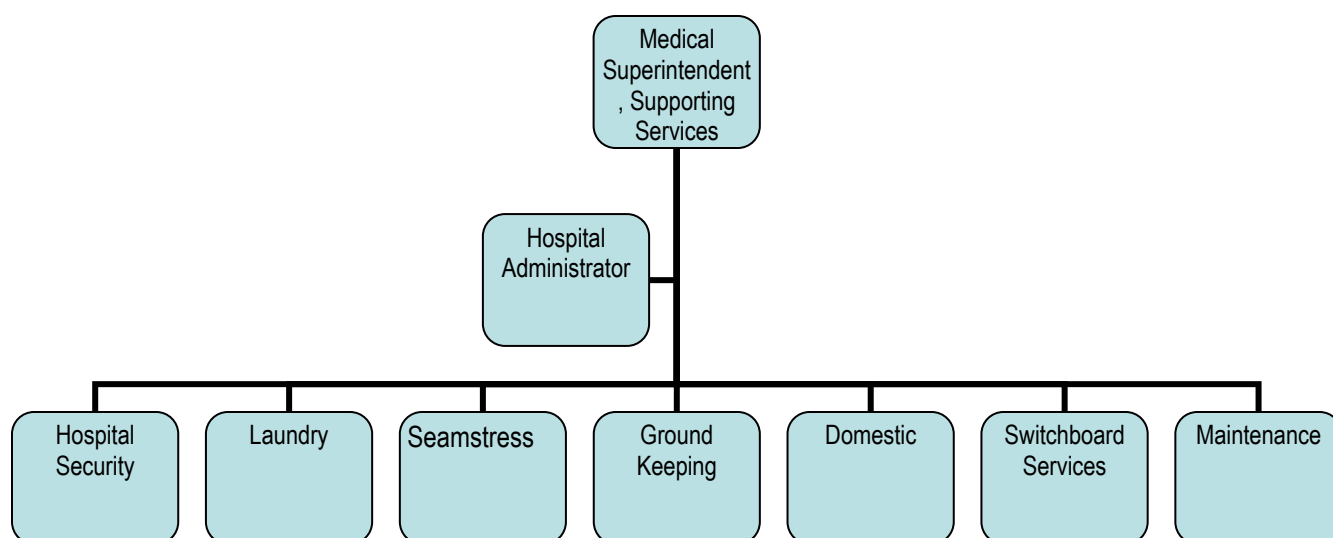 Medical
Superintendent
, Supporting
Services
Hospital
Administrator
Hospital
Security
Laundry
Seamstress
Ground
Keeping
Domestic
Switchboard
Services
Maintenance